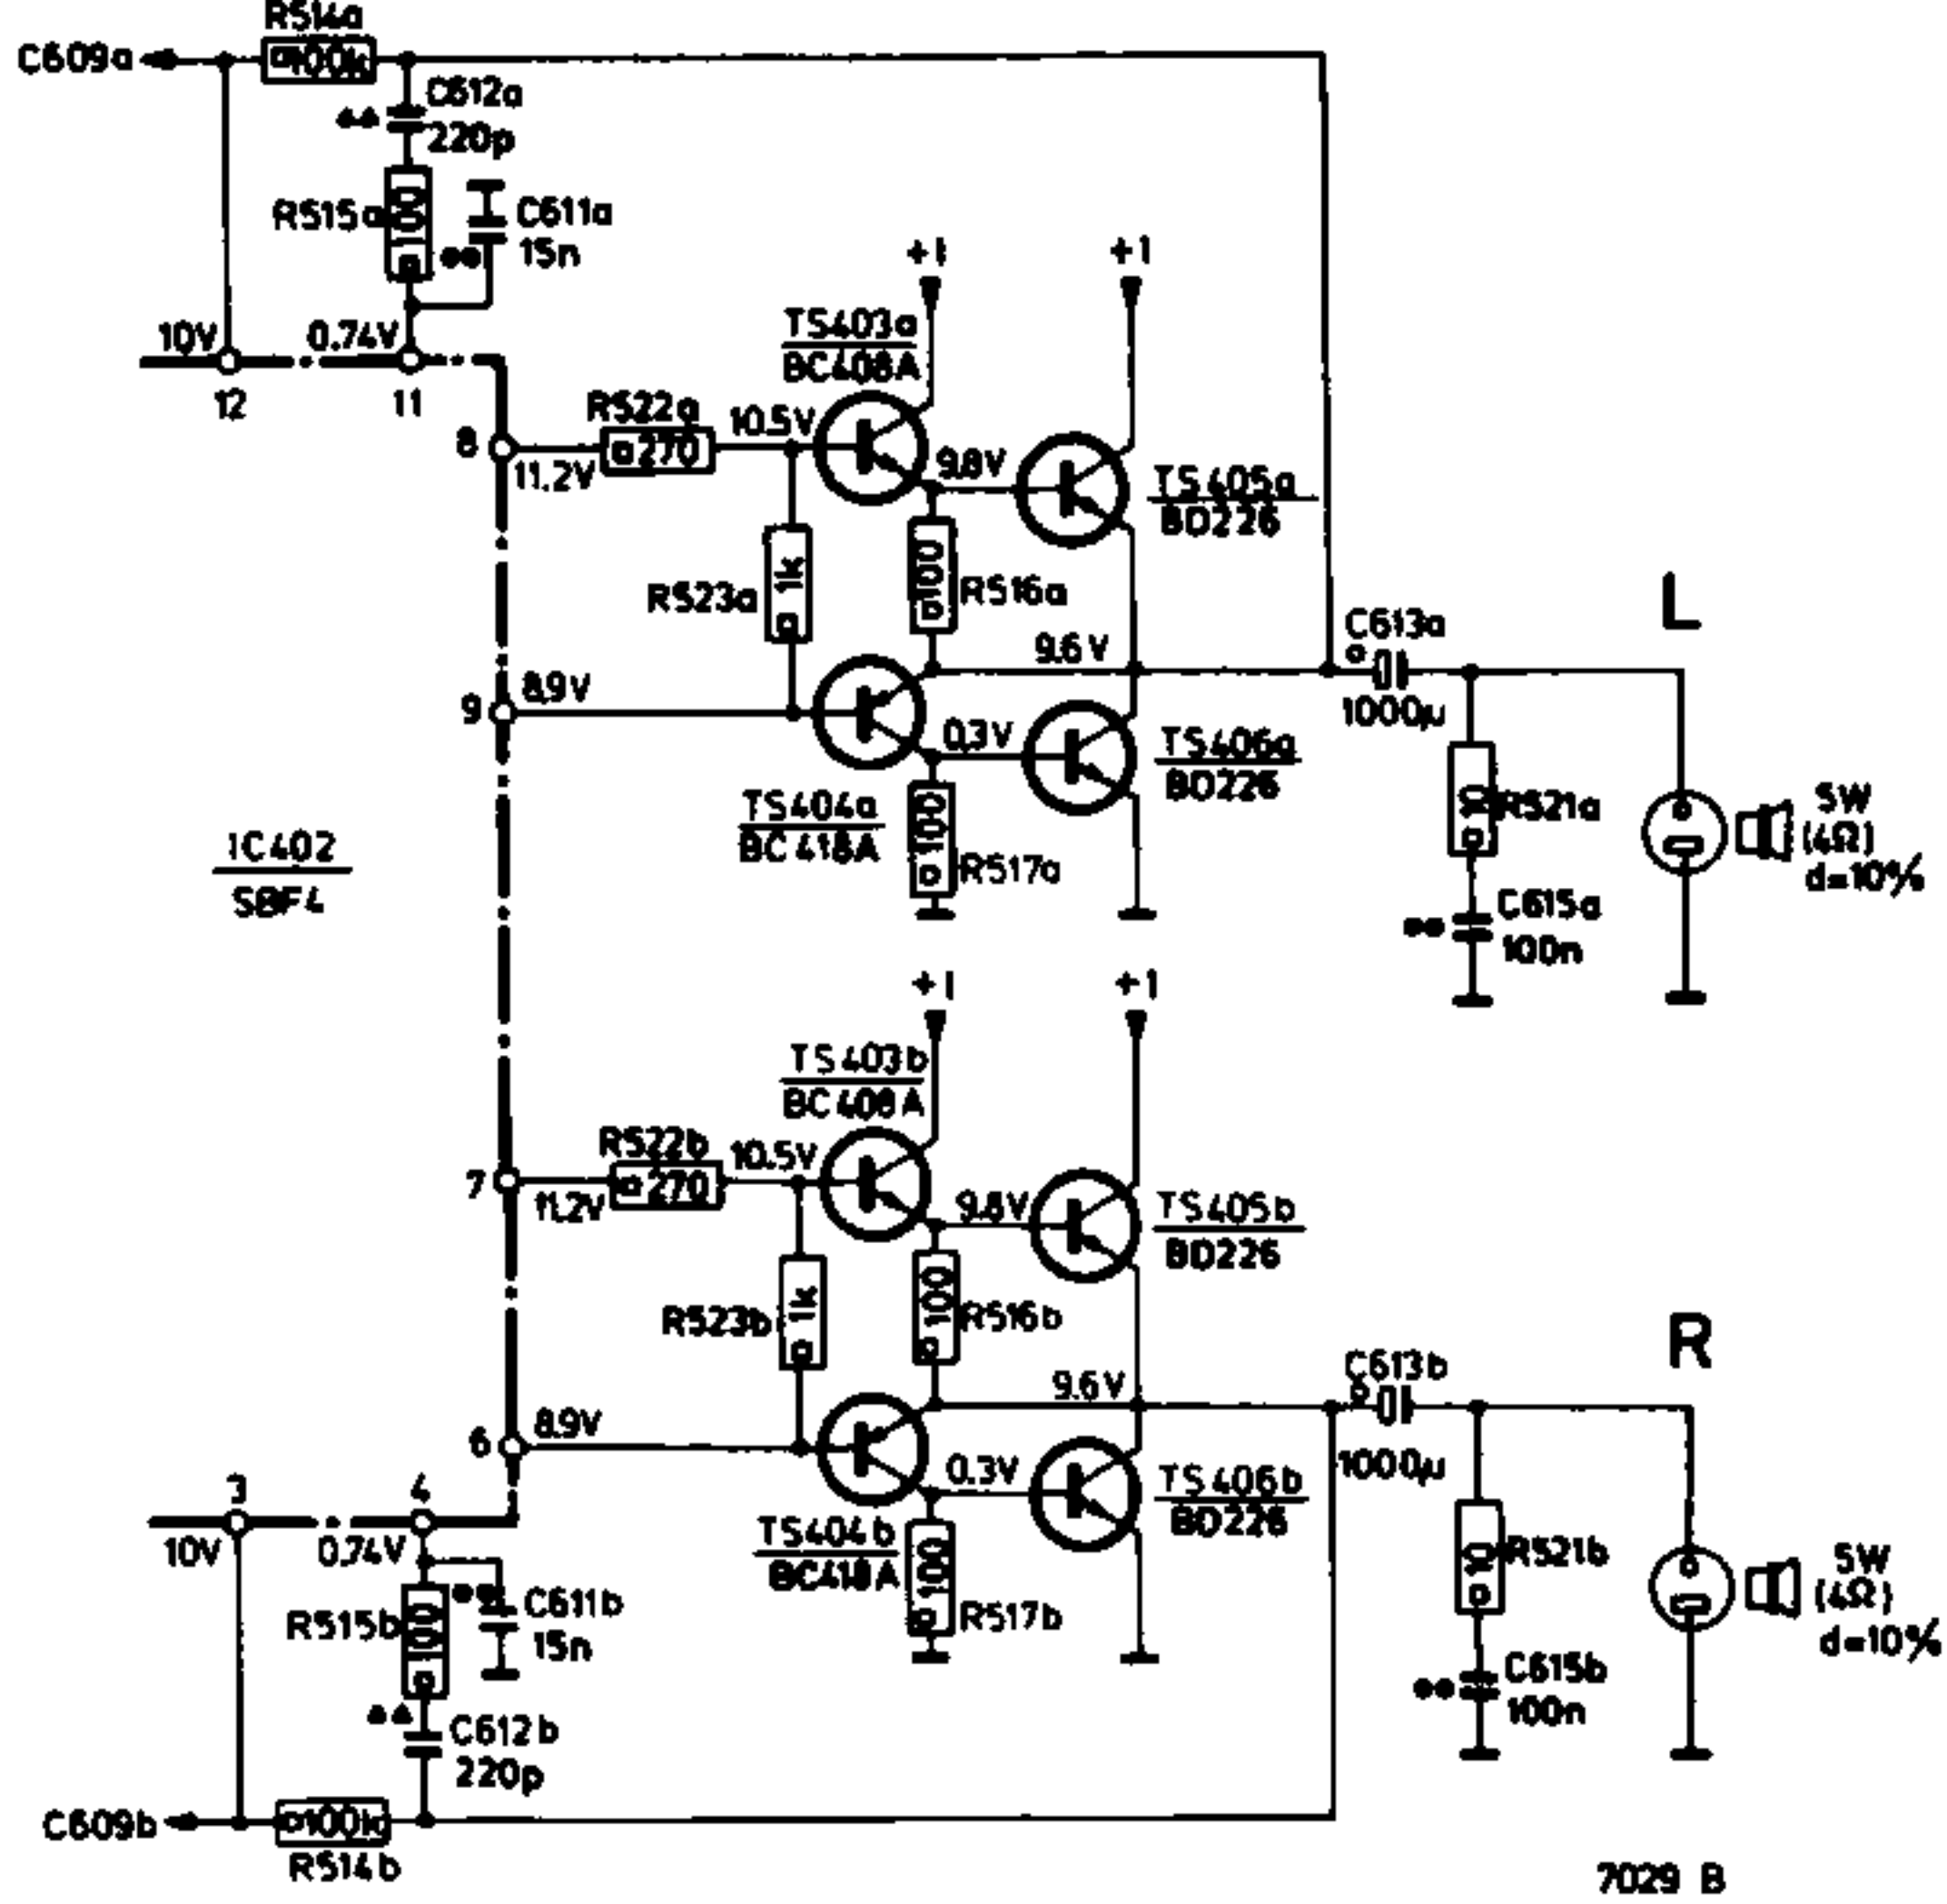 R514a
C609a
100k
C612a
220p
R515a
100
C611a
15n
10V
0.74V
12
11
+1
+1
TS403a
BC408A
R522a
10.5V
8
270
11.2V
9.8V
TS405a
BD226
R523a
1k
100
R516a
L
C613a
9.6V
1000µ
9
8.9V
0.3V
TS406a
BD226
TS404a
BC418A
100
R517a
10
R521a
5W
(4Ω)
d=10%
IC402
SBF4
C615a
100n
+1
+1
TS403b
BC408A
R522b
10.5V
7
270
11.2V
9.8V
TS405b
BD226
R523b
1k
100
R516b
R
C613b
9.6V
1000µ
6
8.9V
0.3V
TS406b
BD226
3
4
10V
0.74V
TS404b
BC418A
100
R517b
10
R521b
5W
(4Ω)
d=10%
R515b
100
C611b
15n
C615b
100n
C612b
220p
C609b
100k
R514b
7029 B